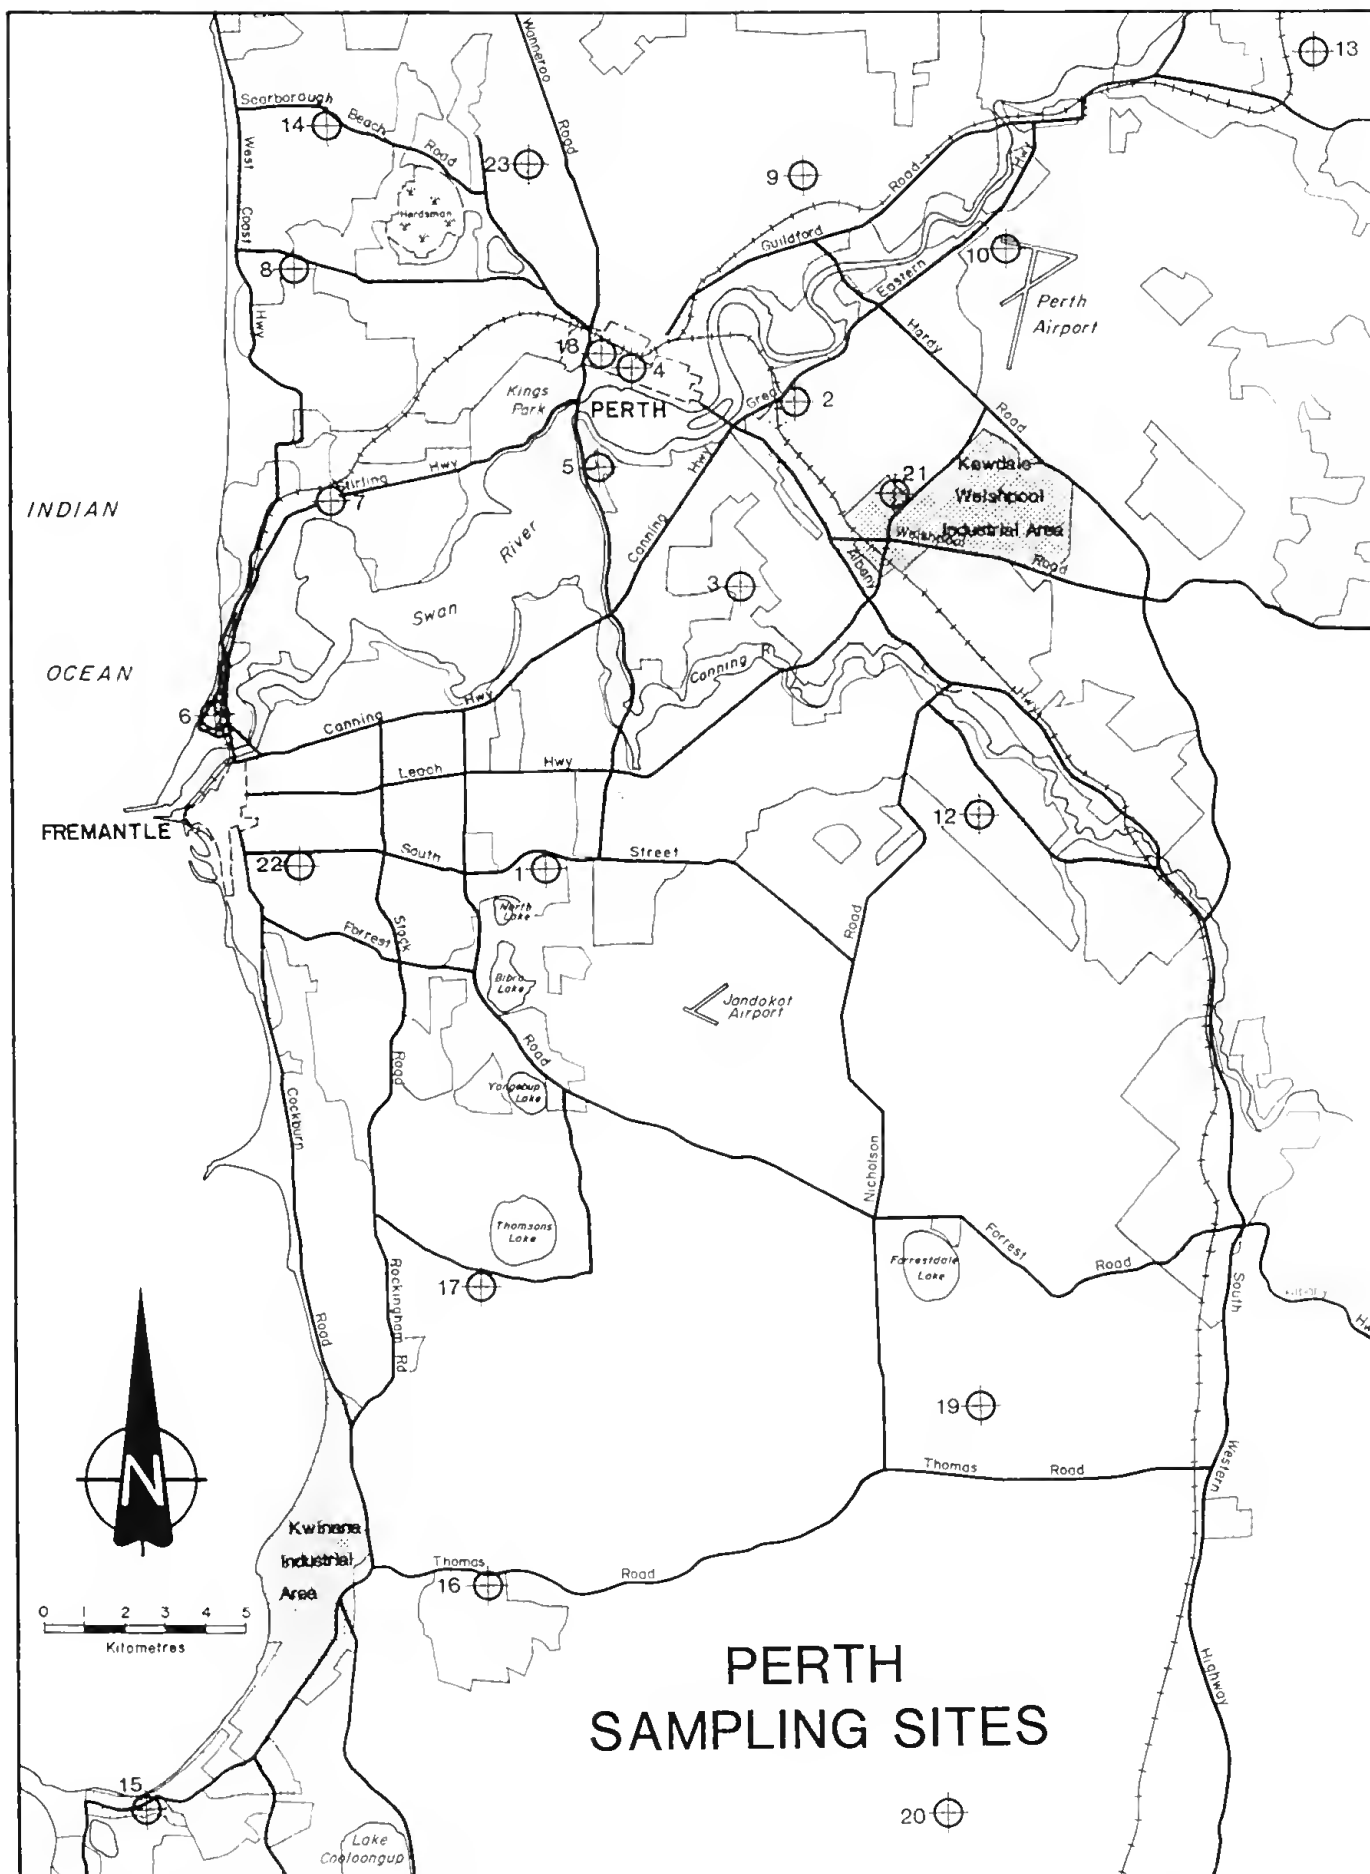 13
Wanneroo
Scarborough
Beach
Road
14
Road
23
West
9
Road
Hwy
Herdsman
Coast
Guildford
10
8
Eastern
Perth
Airport
Hwy
Hardy
18
4
Kings
Park
PERTH
Great
2
Road
Stirling
Hwy
5
Hwy
7
21
Kewdale
Welshpool
Industrial Area
INDIAN
River
Canning
Welshpool
Road
Albany
3
Swan
Canning R
OCEAN
Hwy
Hwy
6
Canning
Leach
Hwy
12
FREMANTLE
South
Street
22
1
North
Lake
Stock
Road
Forrest
Bibra
Lake
Jandakot
Airport
Road
Road
Yangebup
Lake
Cockburn
Nicholson
Thomsons
Lake
Forrest
Road
Forrestdale
Lake
17
Rockingham Rd
South
Road
19
Western
Thomas
Road
N
Kwinana
Industrial
Area
Thomas
Road
16
0 1 2 3 4 5
Kilometres
PERTH
SAMPLING SITES
Highway
15
20
Lake
Cooloongup